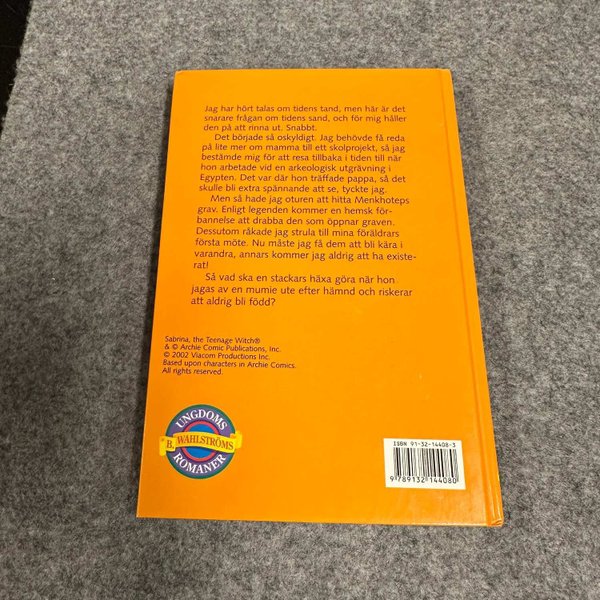 Jag har hört talas om tidens tand, men här är det
snarare frågan om tidens sand, och för mig håller
den på att rinna ut. Snabbt.
Det började så oskyldigt. Jag behövde få reda
på lite mer om mamma till ett skolprojekt, så jag
bestämde mig för att resa tillbaka i tiden till när
hon arbetade vid en arkeologisk utgrävning i
Egypten. Det var där hon träffade pappa, så det
skulle bli extra spännande att se, tyckte jag.
Men så hade jag oturen att hitta Menkhoteps
grav. Enligt legenden kommer en hemsk för-
bannelse att drabba den som öppnar graven.
Dessutom råkade jag strula till mina föräldrars
första möte. Nu måste jag få dem att bli kära i
varandra, annars kommer jag aldrig att ha existe-
rat!
Så vad ska en stackars häxa göra när hon
jagas av en mumie ute efter hämnd och riskerar
att aldrig bli född?
Sabrina, the Teenage Witch®
& © Archie Comic Publications, Inc.
© 2002 Viacom Productions Inc.
Based upon characters in Archie Comics.
All rights reserved.
UNGDOMS
B. WAHLSTRÖMS
ROMANER
ISBN 91-32-14408-3
9 789132 144080